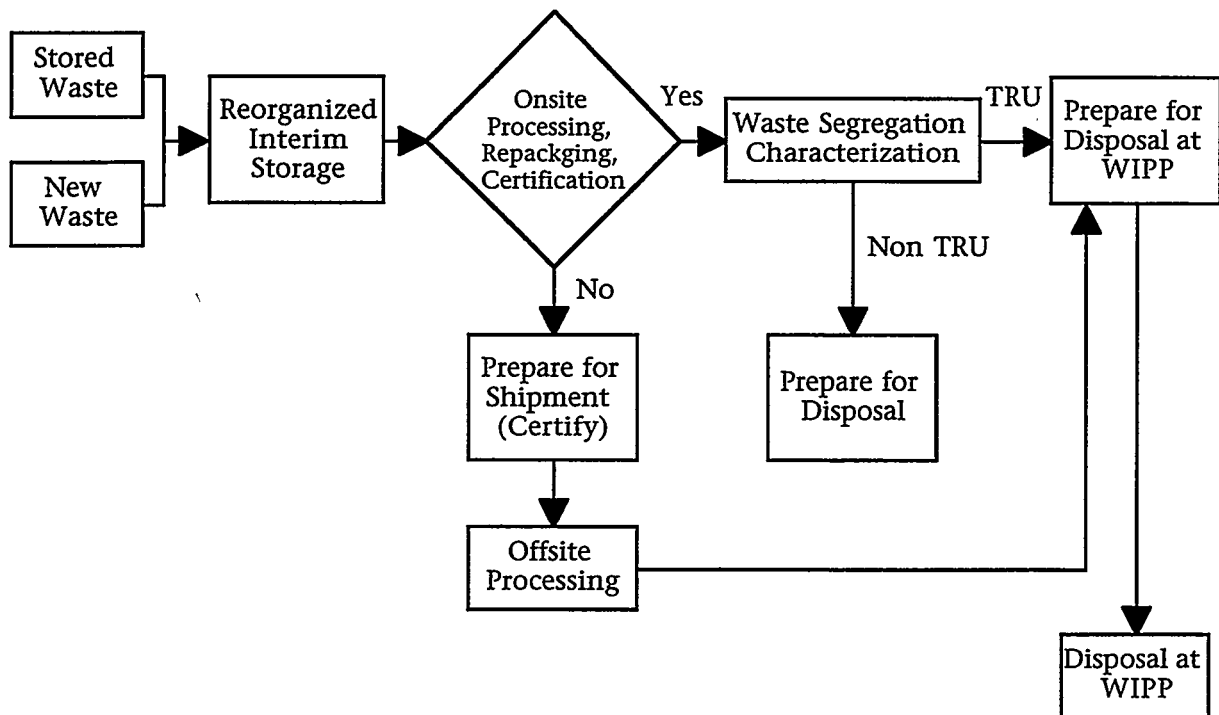 Stored
Waste
New
Waste
Reorganized
Interim
Storage
Onsite
Processing,
Repackging,
Certification
Yes
No
Waste Segregation
Characterization
TRU
Non TRU
Prepare for
Disposal at
WIPP
Prepare for
Shipment
(Certify)
Prepare for
Disposal
Offsite
Processing
Disposal at
WIPP